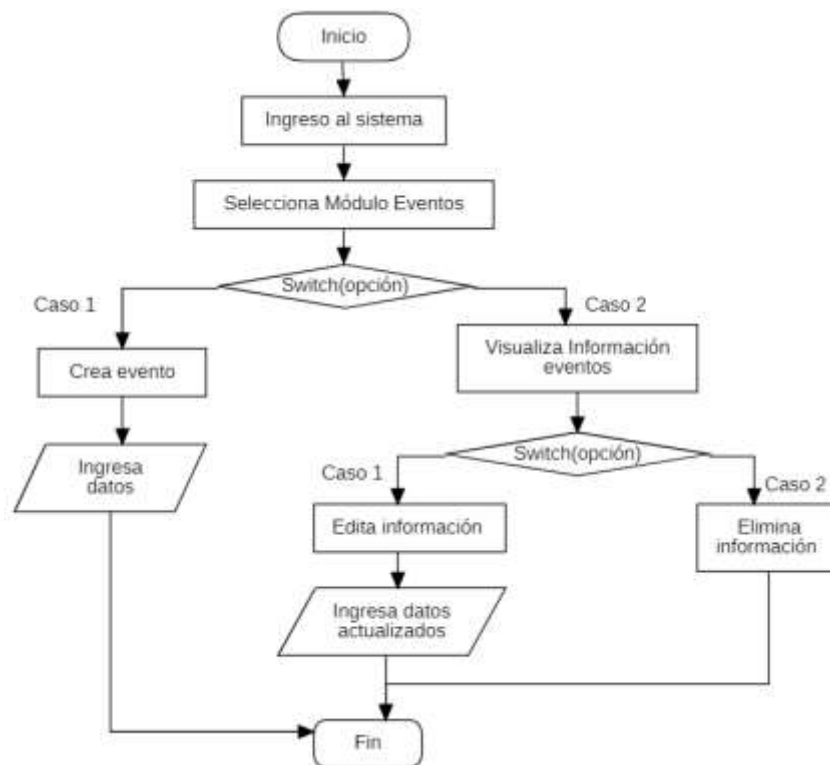 Inicio
Ingreso al sistema
Selecciona Módulo Eventos
Switch(opción)
Caso 1
Caso 2
Crea evento
Visualiza Información
eventos
Ingresa
datos
Switch(opción)
Caso 1
Caso 2
Edita información
Elimina
información
Ingresa datos
actualizados
Fin